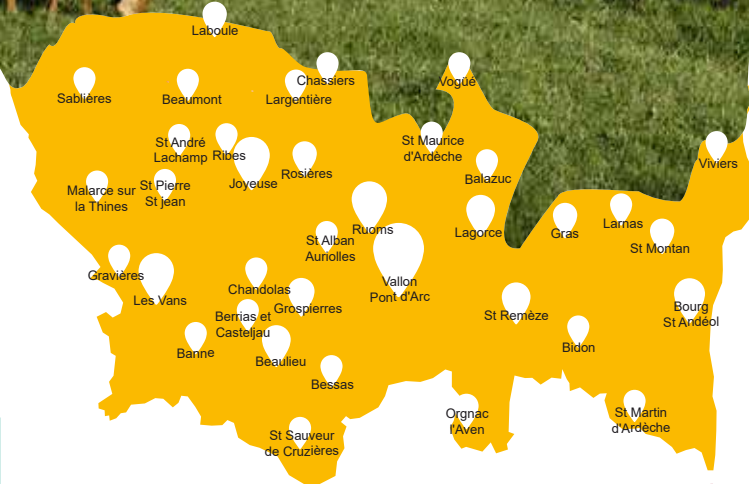 Laboule
Chassiers
Vogüé
Sablières
Beaumont
Largentière
St André
Lachamp
Ribes
Joyeuse
Rosières
St Maurice
d'Ardèche
Balazuc
Viviers
Malarce sur
la Thines
St Pierre
St jean
Ruoms
Lagorce
Gras
Larnas
St Montan
St Alban
Auriolles
Gravières
Les Vans
Chandolas
Grospierres
Vallon
Pont d'Arc
St Remèze
Bourg
St Andéol
Berrias et
Casteljau
Banne
Beaulieu
Bidon
Bessas
Orgnac
l'Aven
St Martin
d'Ardèche
St Sauveur
de Cruzières